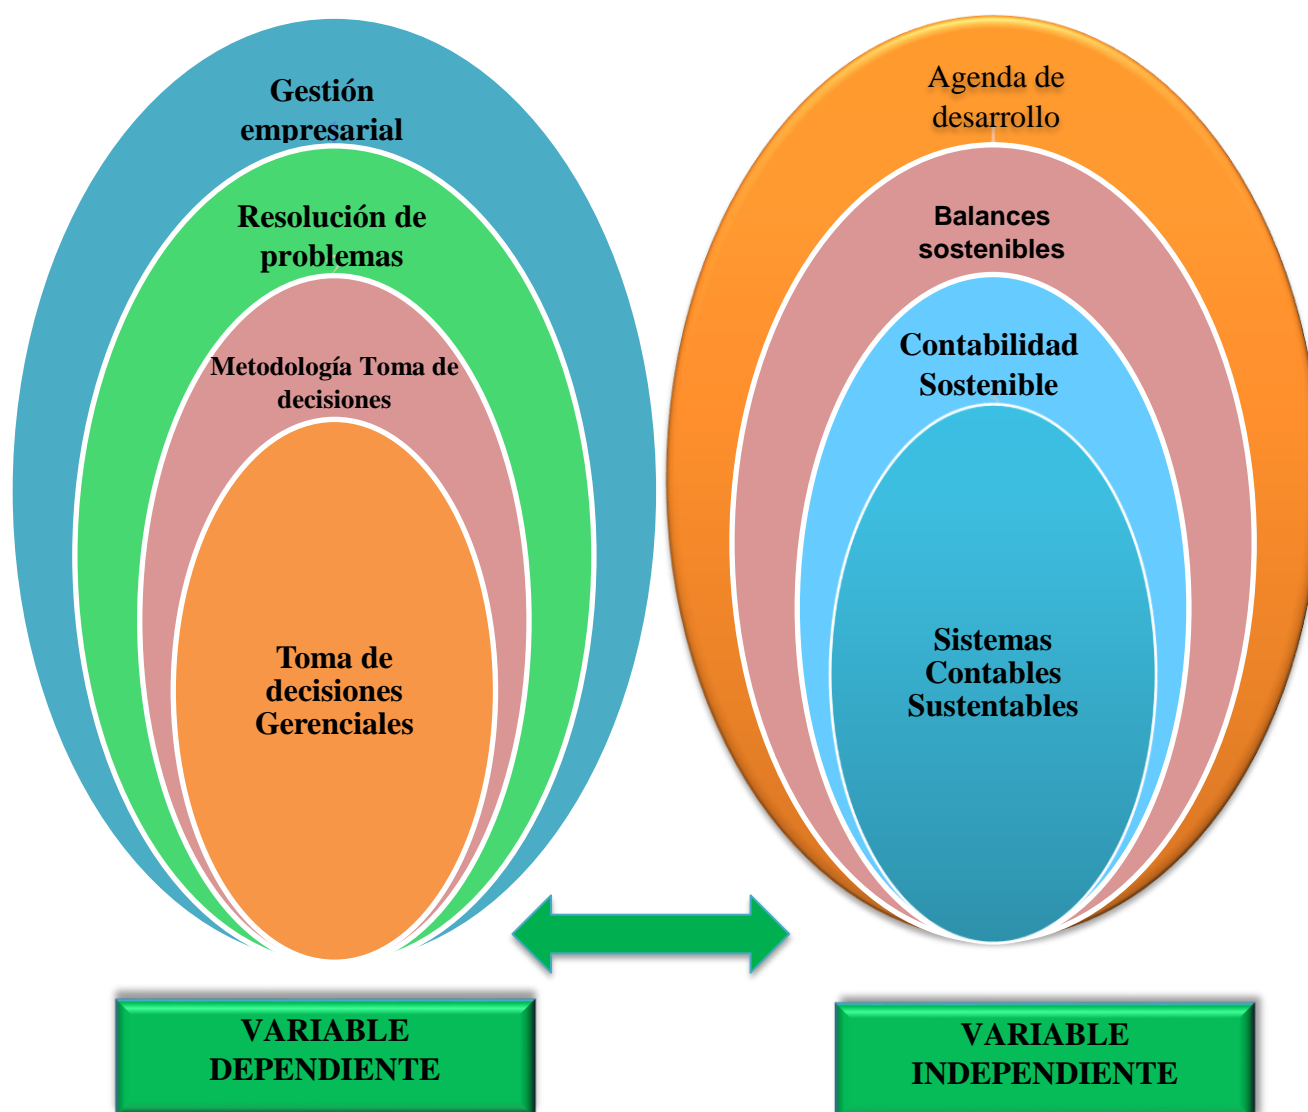 Gestión
empresarial
Resolución de
problemas
Metodología Toma de
decisiones
Toma de
decisiones
Gerenciales
VARIABLE
DEPENDIENTE
Agenda de
desarrollo
Balances
sostenibles
Contabilidad
Sostenible
Sistemas
Contables
Sustentables
VARIABLE
INDEPENDIENTE